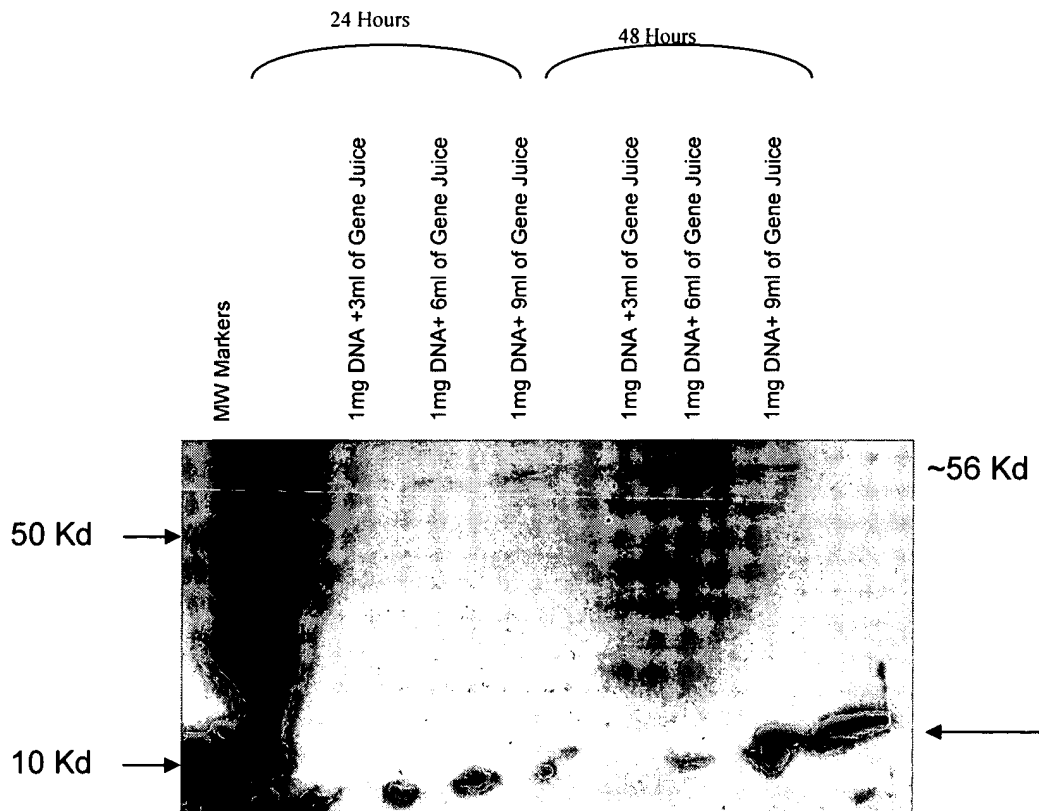 24 Hours
48 Hours
MW Markers
1mg DNA +3ml of Gene Juice
1mg DNA+ 6ml of Gene Juice
1mg DNA+ 9ml of Gene Juice
1mg DNA +3ml of Gene Juice
1mg DNA+ 6ml of Gene Juice
1mg DNA+ 9ml of Gene Juice
~56 Kd
50 Kd
10 Kd